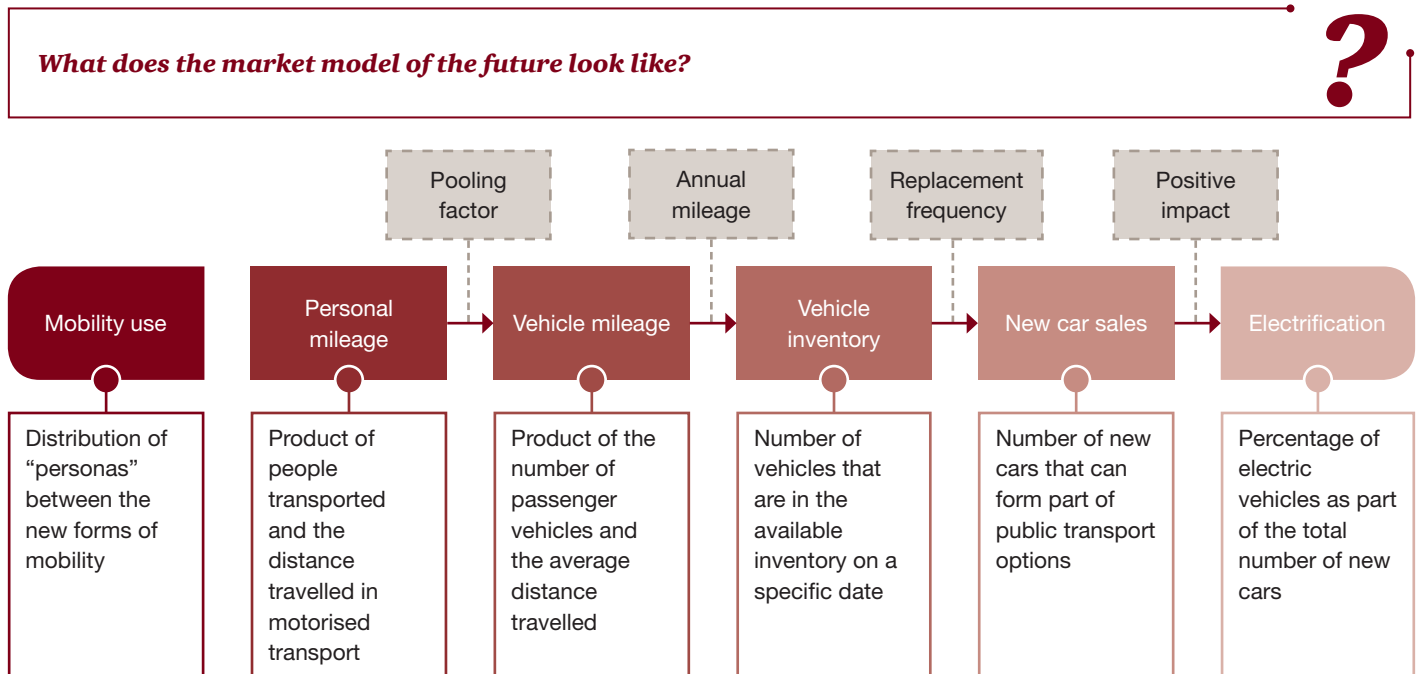 What does the market model of the future look like?
?
Pooling
factor
Annual
mileage
Replacement
frequency
Positive
impact
Mobility use
Personal
mileage
Vehicle mileage
Vehicle
inventory
New car sales
Electrification
Distribution of
“personas”
between the
new forms of
mobility
Product of
people
transported
and the
distance
travelled in
motorised
transport
Product of the
number of
passenger
vehicles and
the average
distance
travelled
Number of
vehicles that
are in the
available
inventory on a
specific date
Number of new
cars that can
form part of
public transport
options
Percentage of
electric
vehicles as part
of the total
number of new
cars